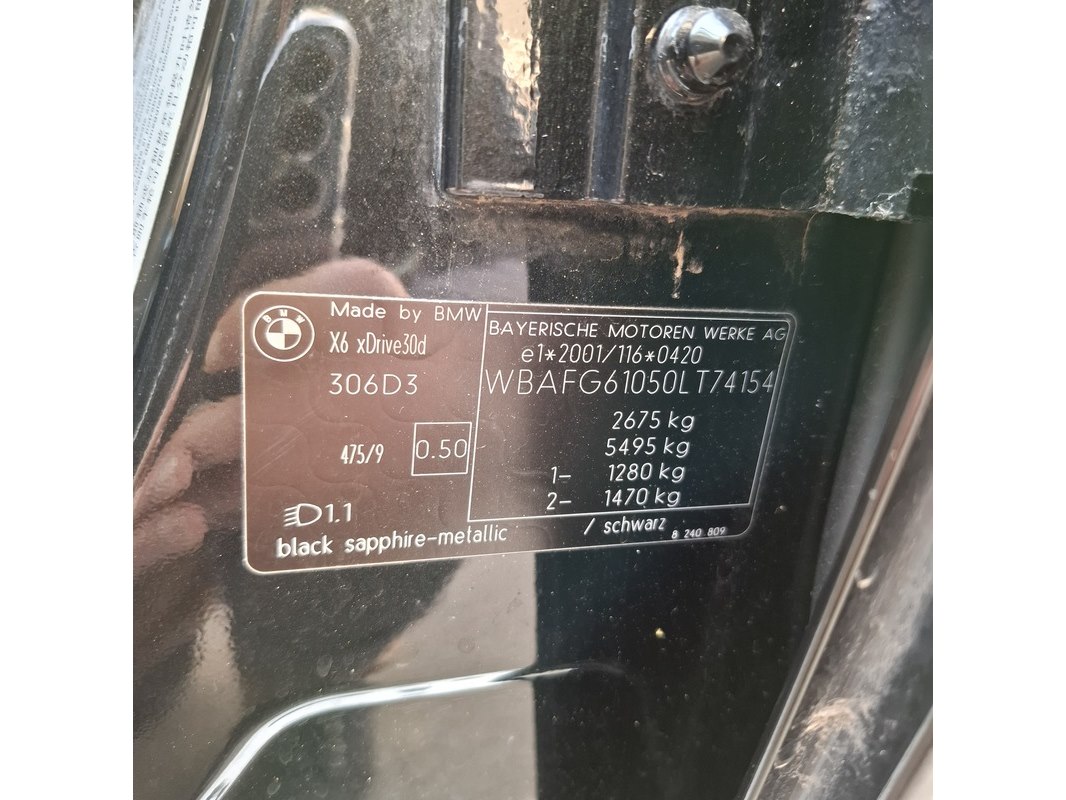 BMW
Made by BMW
X6 xDrive30d
306D3
475/9
0.50
1.1
BAYERISCHE MOTOREN WERKE AG
e1*2001/116*0420
WBAFG61050LT74154
2675 kg
5495 kg
1– 1280 kg
2– 1470 kg
black sapphire-metallic / schwarz
8 240 809